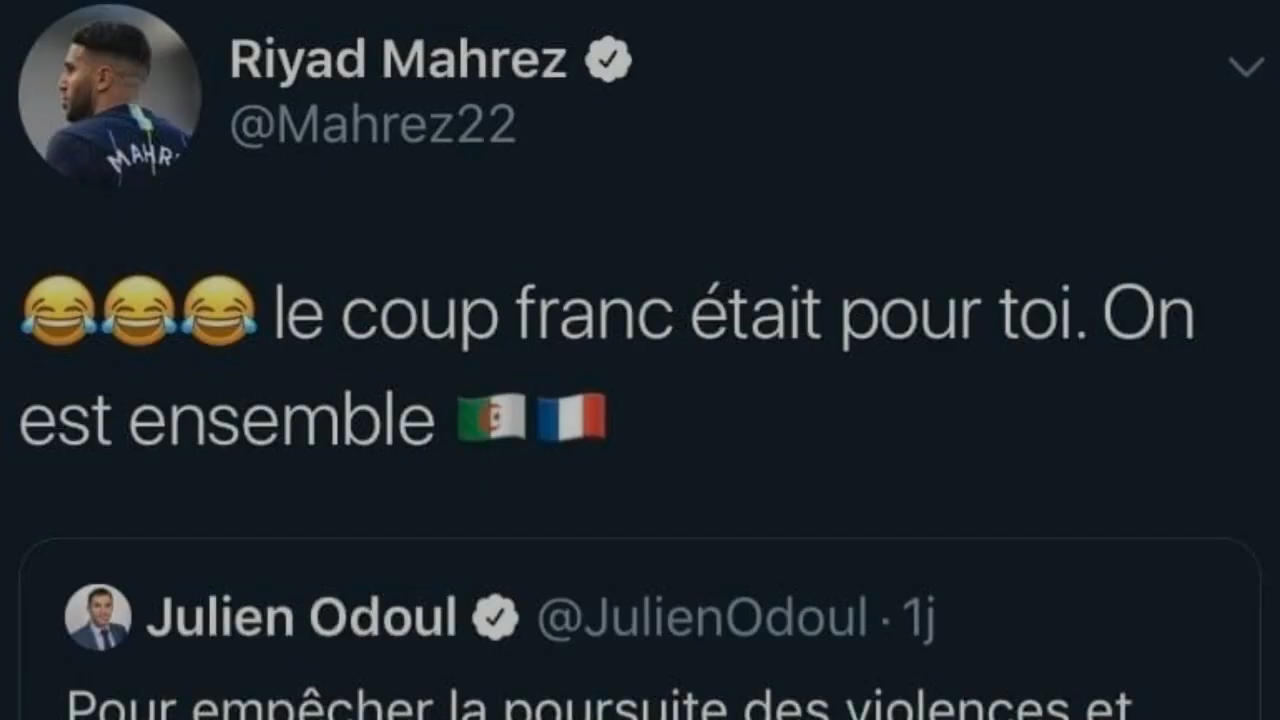 Riyad Mahrez
@Mahrez22
MAHR
😂😂😂 le coup franc était pour toi. On
est ensemble 🇩🇿🇫🇷
Julien Odoul @JulienOdoul · 1j
Pour empêcher la poursuite des violences et